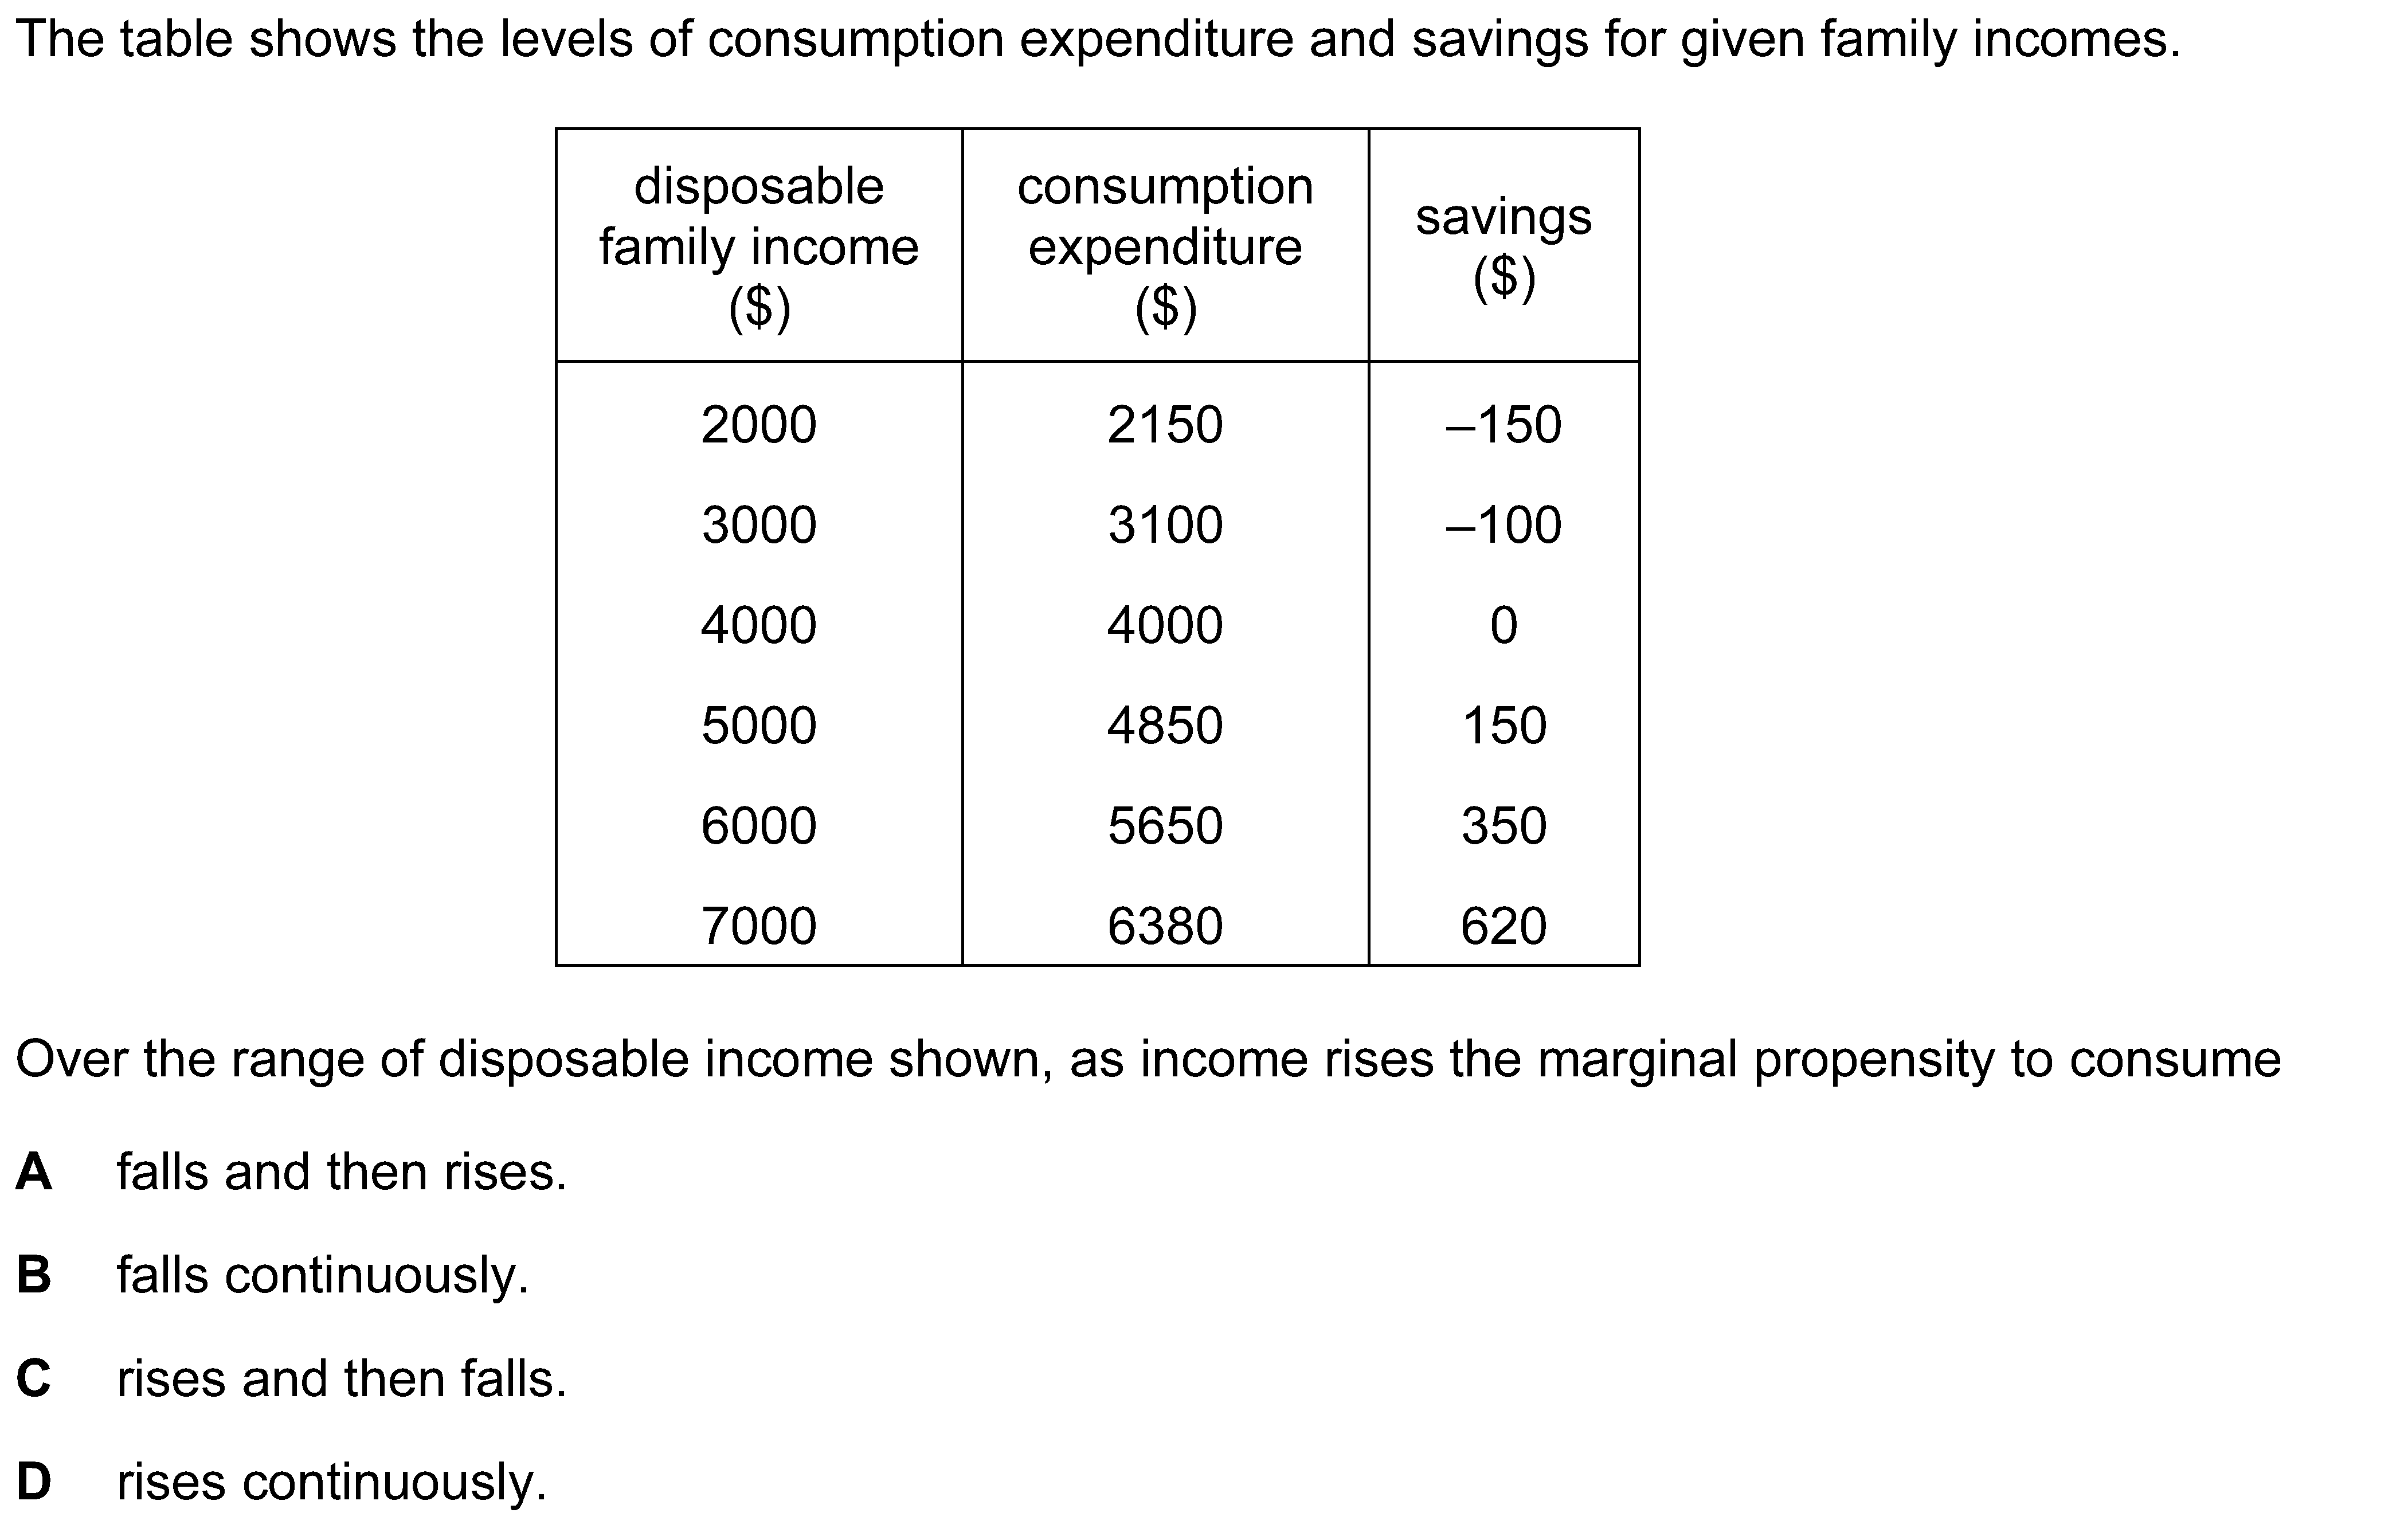 The table shows the levels of consumption expenditure and savings for given family incomes.
disposable family income ($) consumption expenditure ($) savings ($)
2000 2150 –150
3000 3100 –100
4000 4000 0
5000 4850 150
6000 5650 350
7000 6380 620
Over the range of disposable income shown, as income rises the marginal propensity to consume
A falls and then rises.
B falls continuously.
C rises and then falls.
D rises continuously.